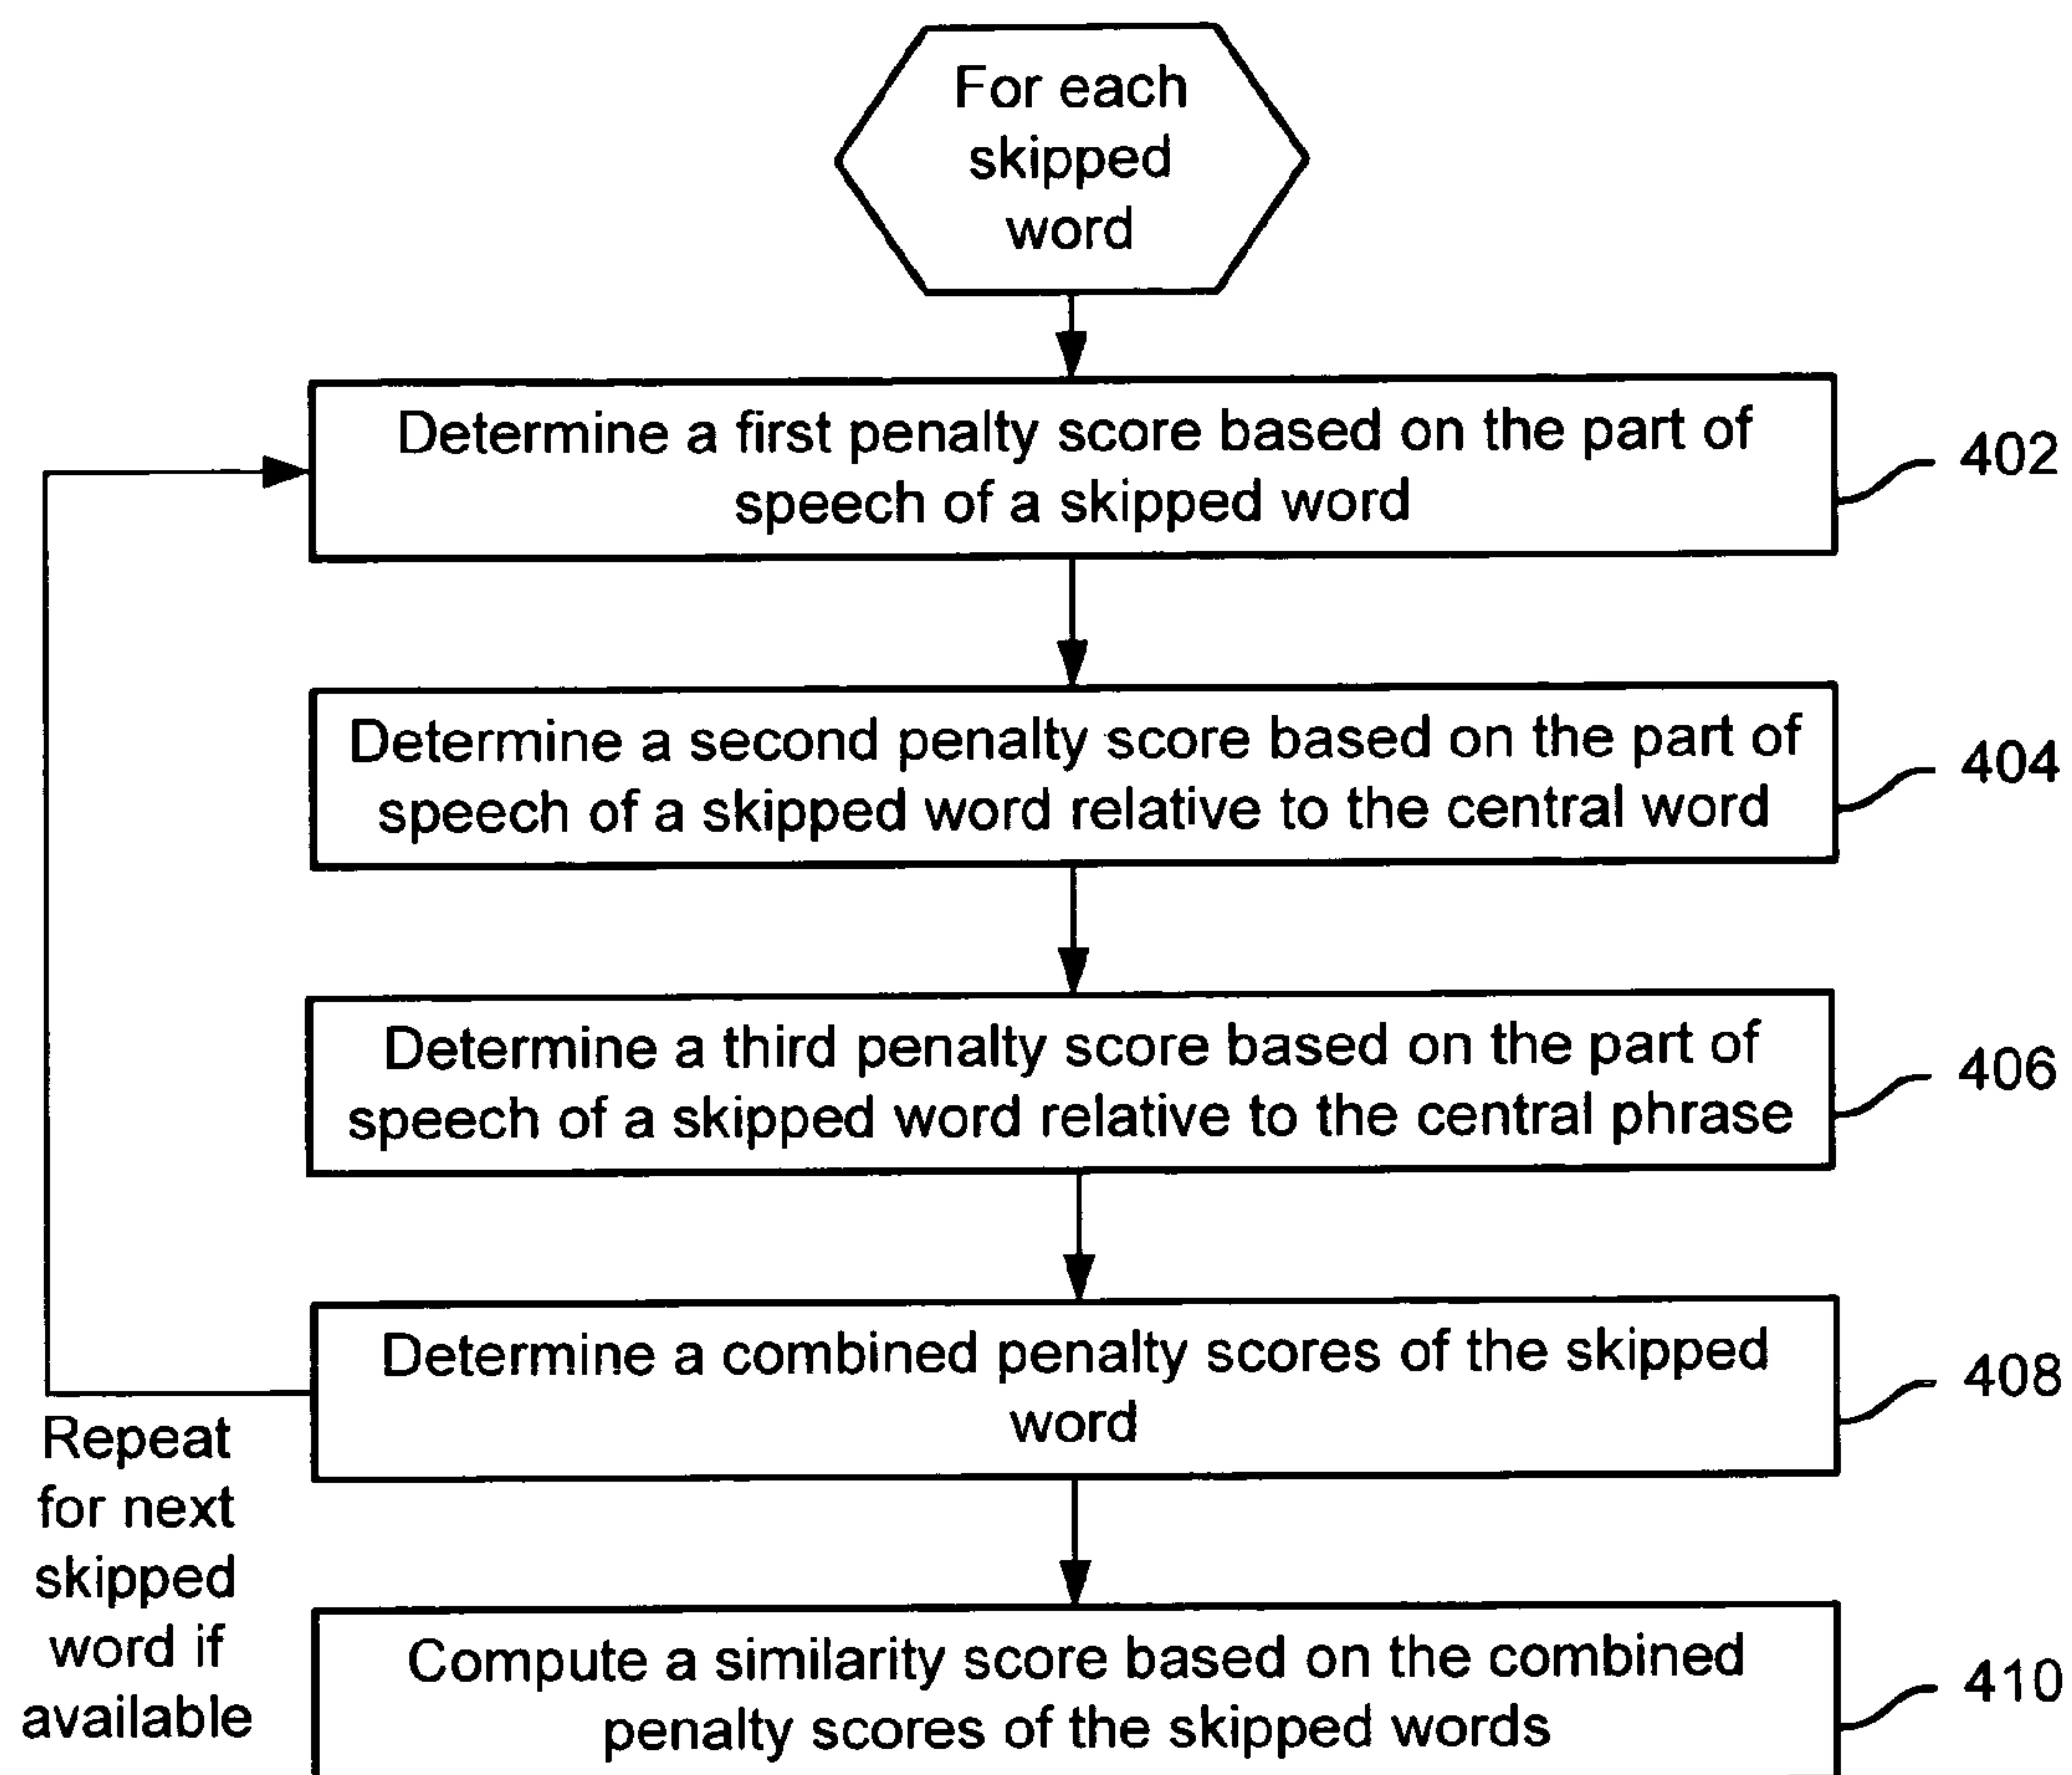 For each
skipped
word
Determine a first penalty score based on the part of
speech of a skipped word
402
Determine a second penalty score based on the part of
speech of a skipped word relative to the central word
404
Determine a third penalty score based on the part of
speech of a skipped word relative to the central phrase
406
Determine a combined penalty scores of the skipped
word
408
Repeat
for next
skipped
word if
available
Compute a similarity score based on the combined
penalty scores of the skipped words
410